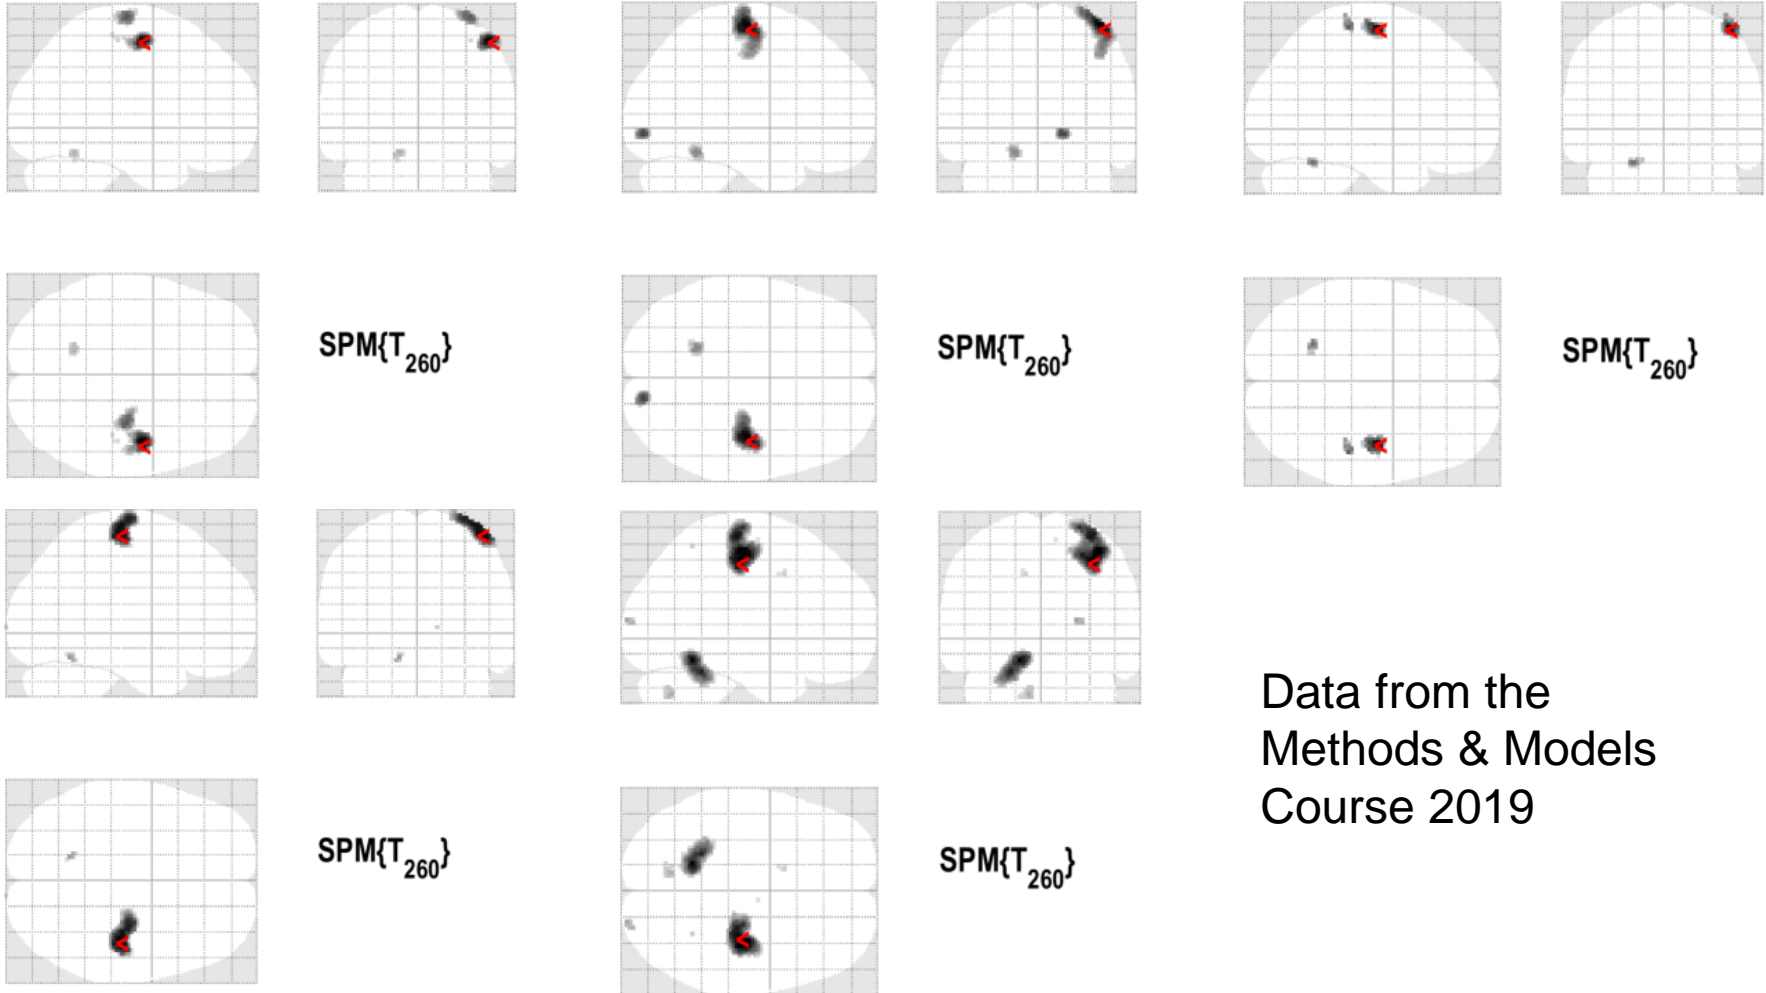 SPM{T260}
SPM{T260}
SPM{T260}
SPM{T260}
SPM{T260}
Data from the
Methods & Models
Course 2019